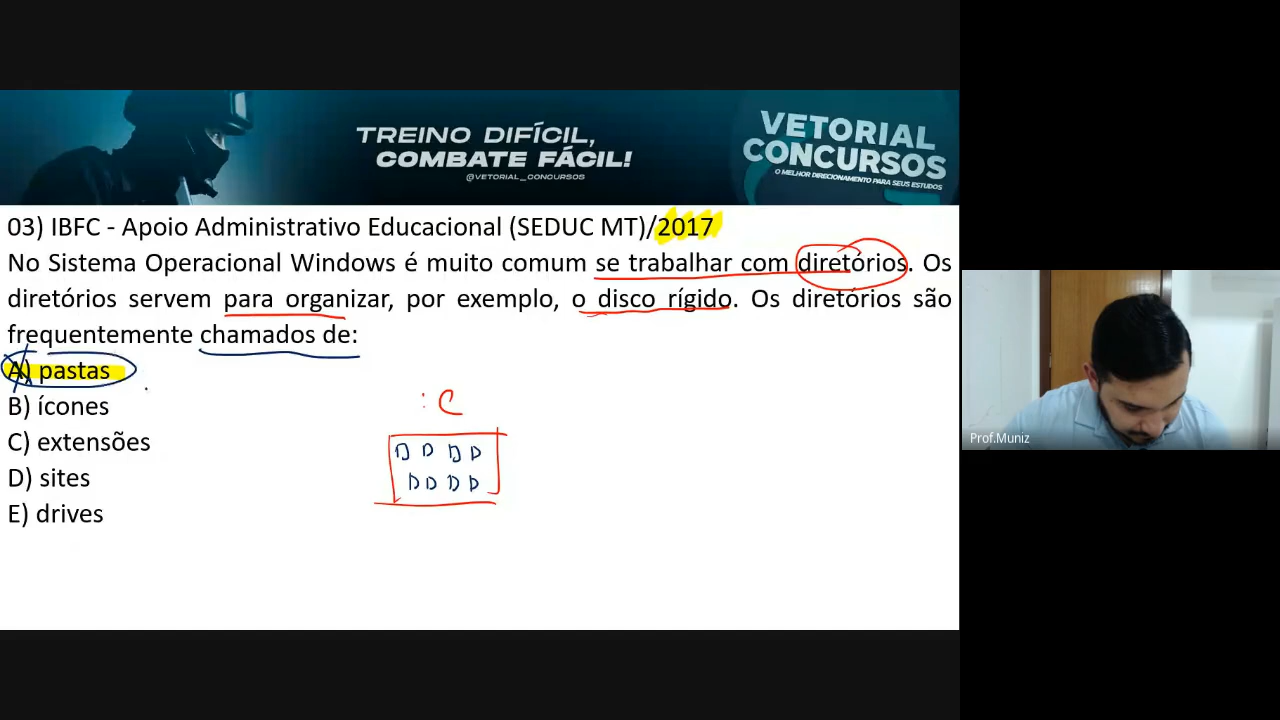 TREINO DIFÍCIL,
COMBATE FÁCIL!
@VETORIAL_CONCURSOS
VETORIAL
CONCURSOS
O MELHOR DIRECIONAMENTO PARA SEUS ESTUDOS
03) IBFC - Apoio Administrativo Educacional (SEDUC MT)/2017
No Sistema Operacional Windows é muito comum se trabalhar com diretórios. Os
diretórios servem para organizar, por exemplo, o disco rígido. Os diretórios são
frequentemente chamados de:
A) pastas
B) ícones
C) extensões
D) sites
E) drives
: C
D D D D
D D D D
Prof.Muniz